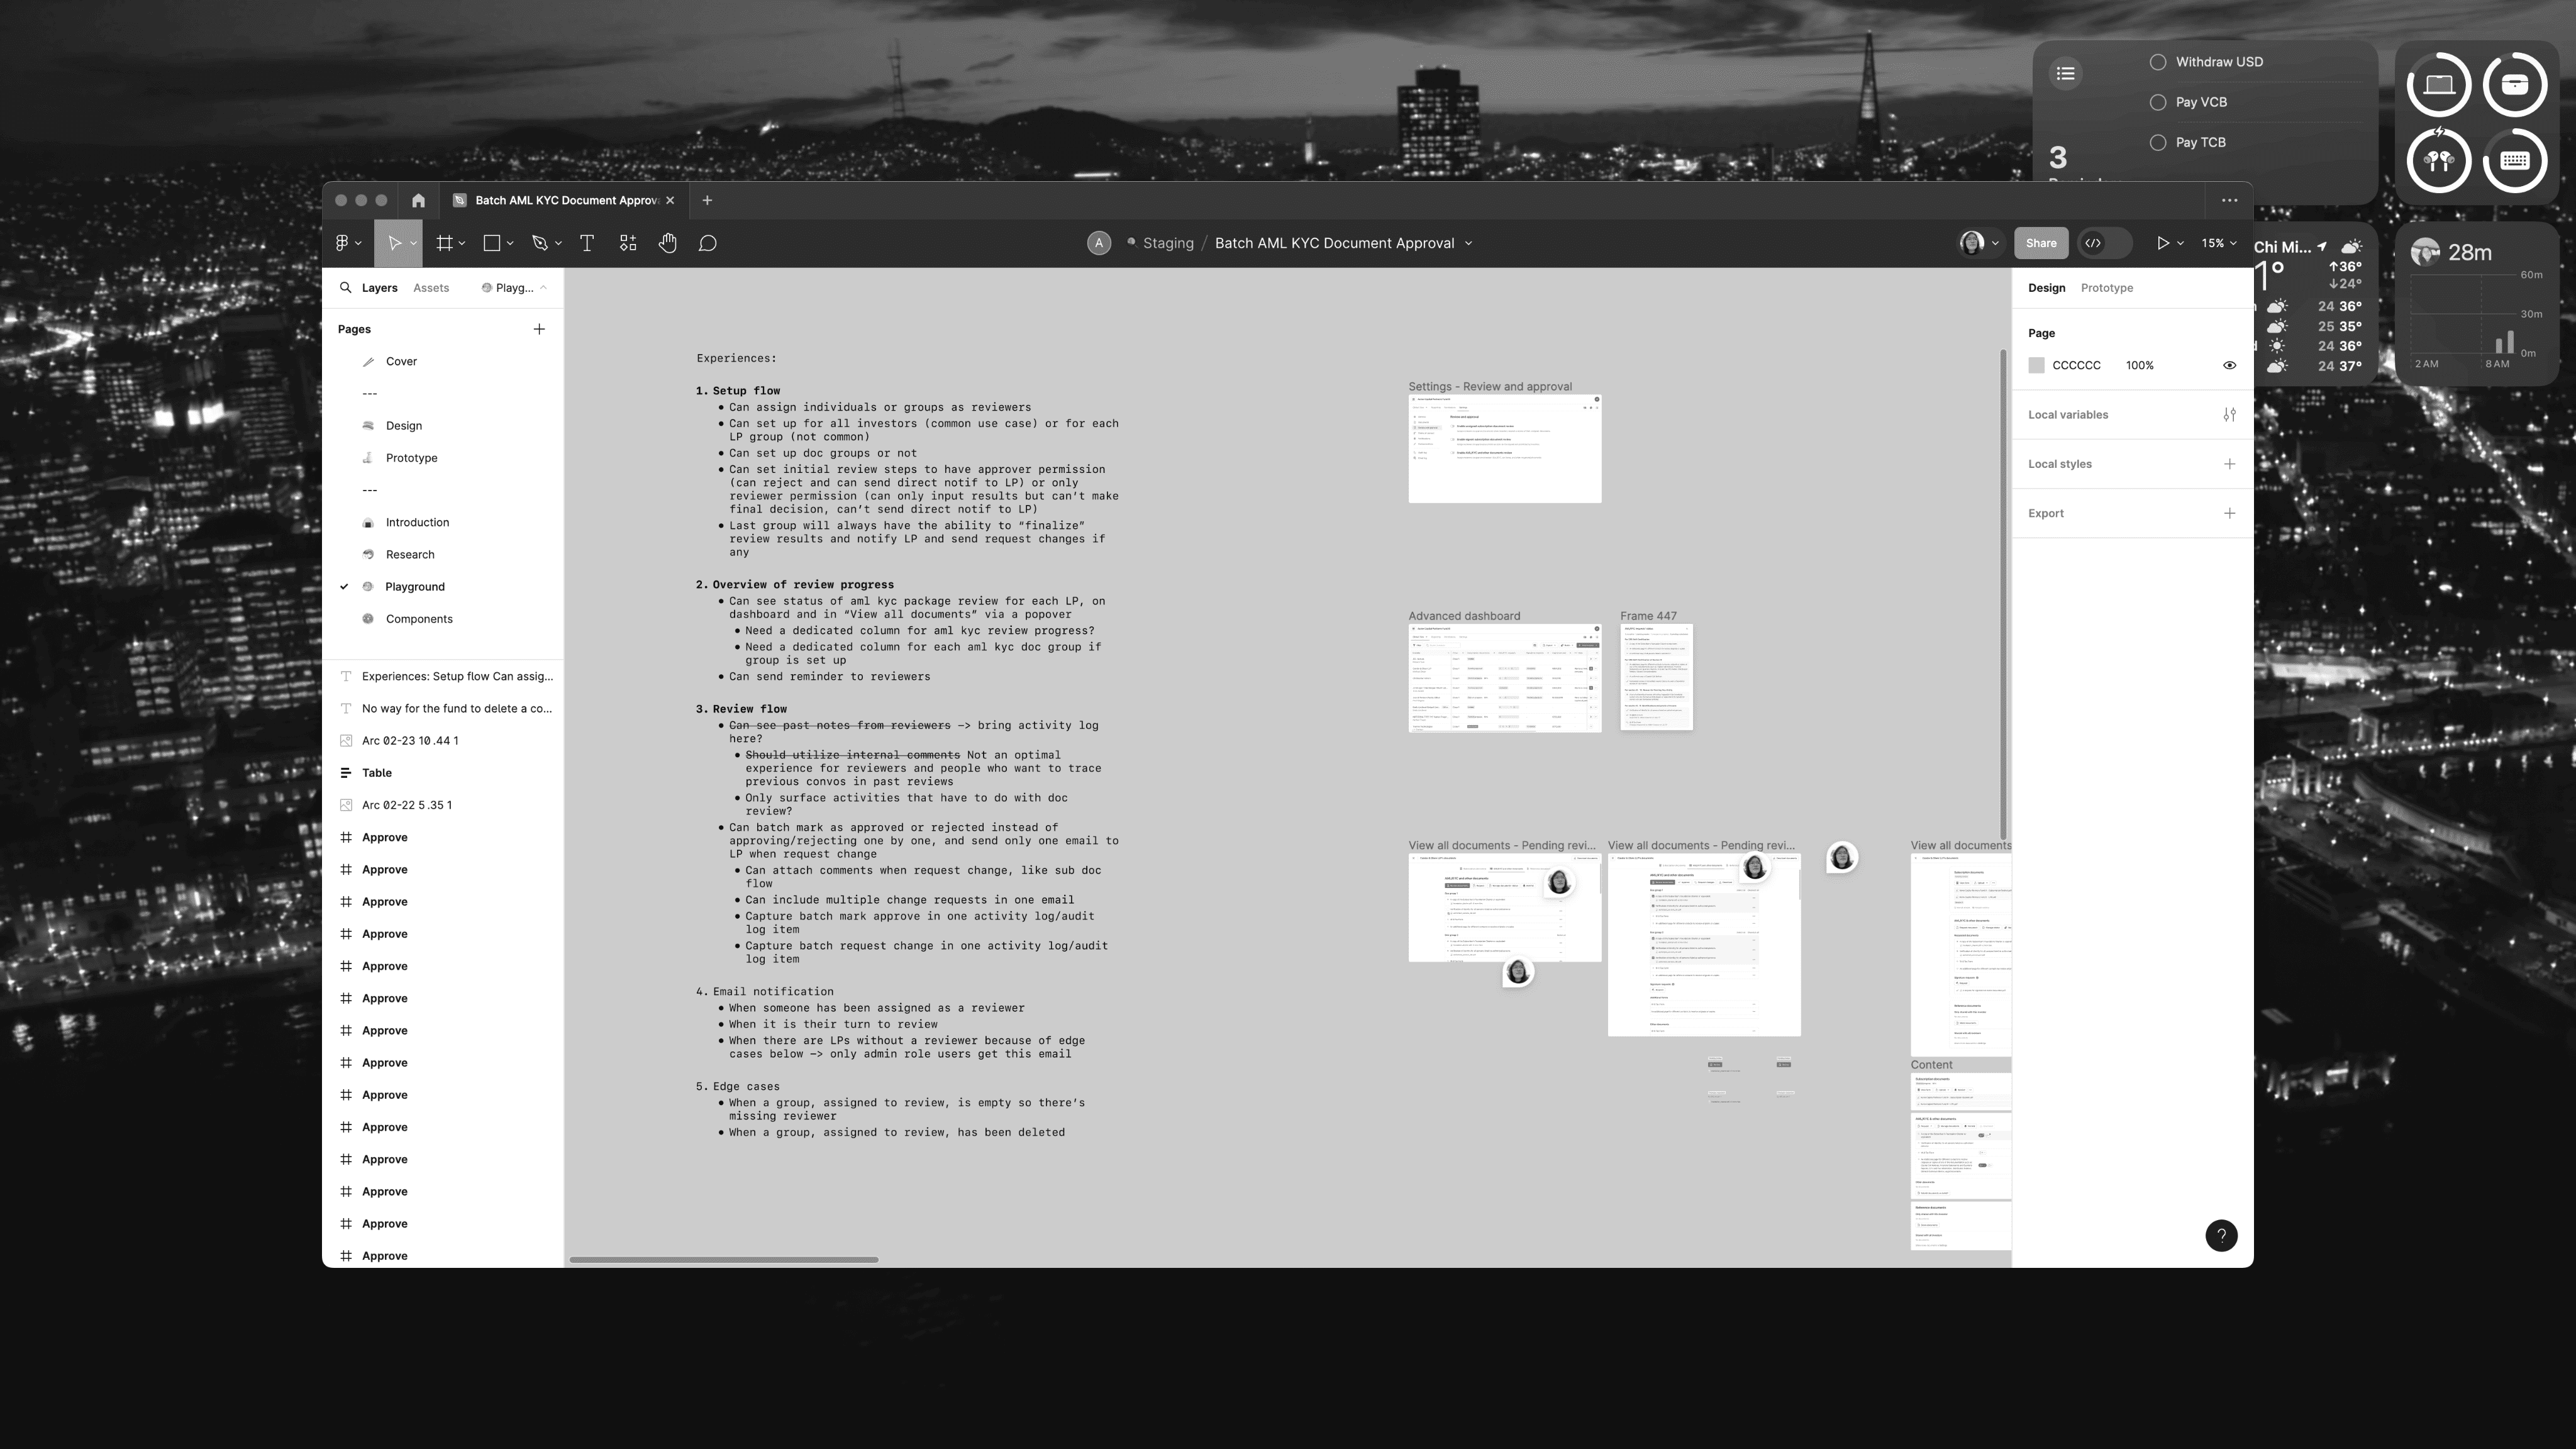 Withdraw USD
Pay VCB
Pay TCB
3
Batch AML KYC Document Approv
A
Staging / Batch AML KYC Document Approval
Share
15%
Chi Mi...
1°
↑36°
↓24°
24 36°
25 35°
24 36°
24 37°
28m
60m
30m
0m
2 AM
8 AM
Layers
Assets
Playg...
Pages
Cover
---
Design
Prototype
---
Introduction
Research
Playground
Components
Experiences: Setup flow Can assig...
No way for the fund to delete a co...
Arc 02-23 10.44 1
Table
Arc 02-22 5.35 1
Approve
Approve
Approve
Approve
Approve
Approve
Approve
Approve
Approve
Approve
Approve
Approve
Approve
Approve
Experiences:
1. Setup flow
• Can assign individuals or groups as reviewers
• Can set up for all investors (common use case) or for each
LP group (not common)
• Can set up doc groups or not
• Can set initial review steps to have approver permission
(can reject and can send direct notif to LP) or only
reviewer permission (can only input results but can't make
final decision, can't send direct notif to LP)
• Last group will always have the ability to “finalize”
review results and notify LP and send request changes if
any
2. Overview of review progress
• Can see status of aml kyc package review for each LP, on
dashboard and in “View all documents” via a popover
• Need a dedicated column for aml kyc review progress?
• Need a dedicated column for each aml kyc doc group if
group is set up
• Can send reminder to reviewers
3. Review flow
• Can see past notes from reviewers –> bring activity log
here?
• Should utilize internal comments Not an optimal
experience for reviewers and people who want to trace
previous convos in past reviews
• Only surface activities that have to do with doc
review?
• Can batch mark as approved or rejected instead of
approving/rejecting one by one, and send only one email to
LP when request change
• Can attach comments when request change, like sub doc
flow
• Can include multiple change requests in one email
• Capture batch mark approve in one activity log/audit
log item
• Capture batch request change in one activity log/audit
log item
4. Email notification
• When someone has been assigned as a reviewer
• When it is their turn to review
• When there are LPs without a reviewer because of edge
cases below –> only admin role users get this email
5. Edge cases
• When a group, assigned to review, is empty so there's
missing reviewer
• When a group, assigned to review, has been deleted
Settings - Review and approval
Advanced dashboard
Frame 447
View all documents - Pending revi...
View all documents - Pending revi...
View all documents
Content
Design
Prototype
Page
CCCCCC
100%
Local variables
Local styles
Export
?